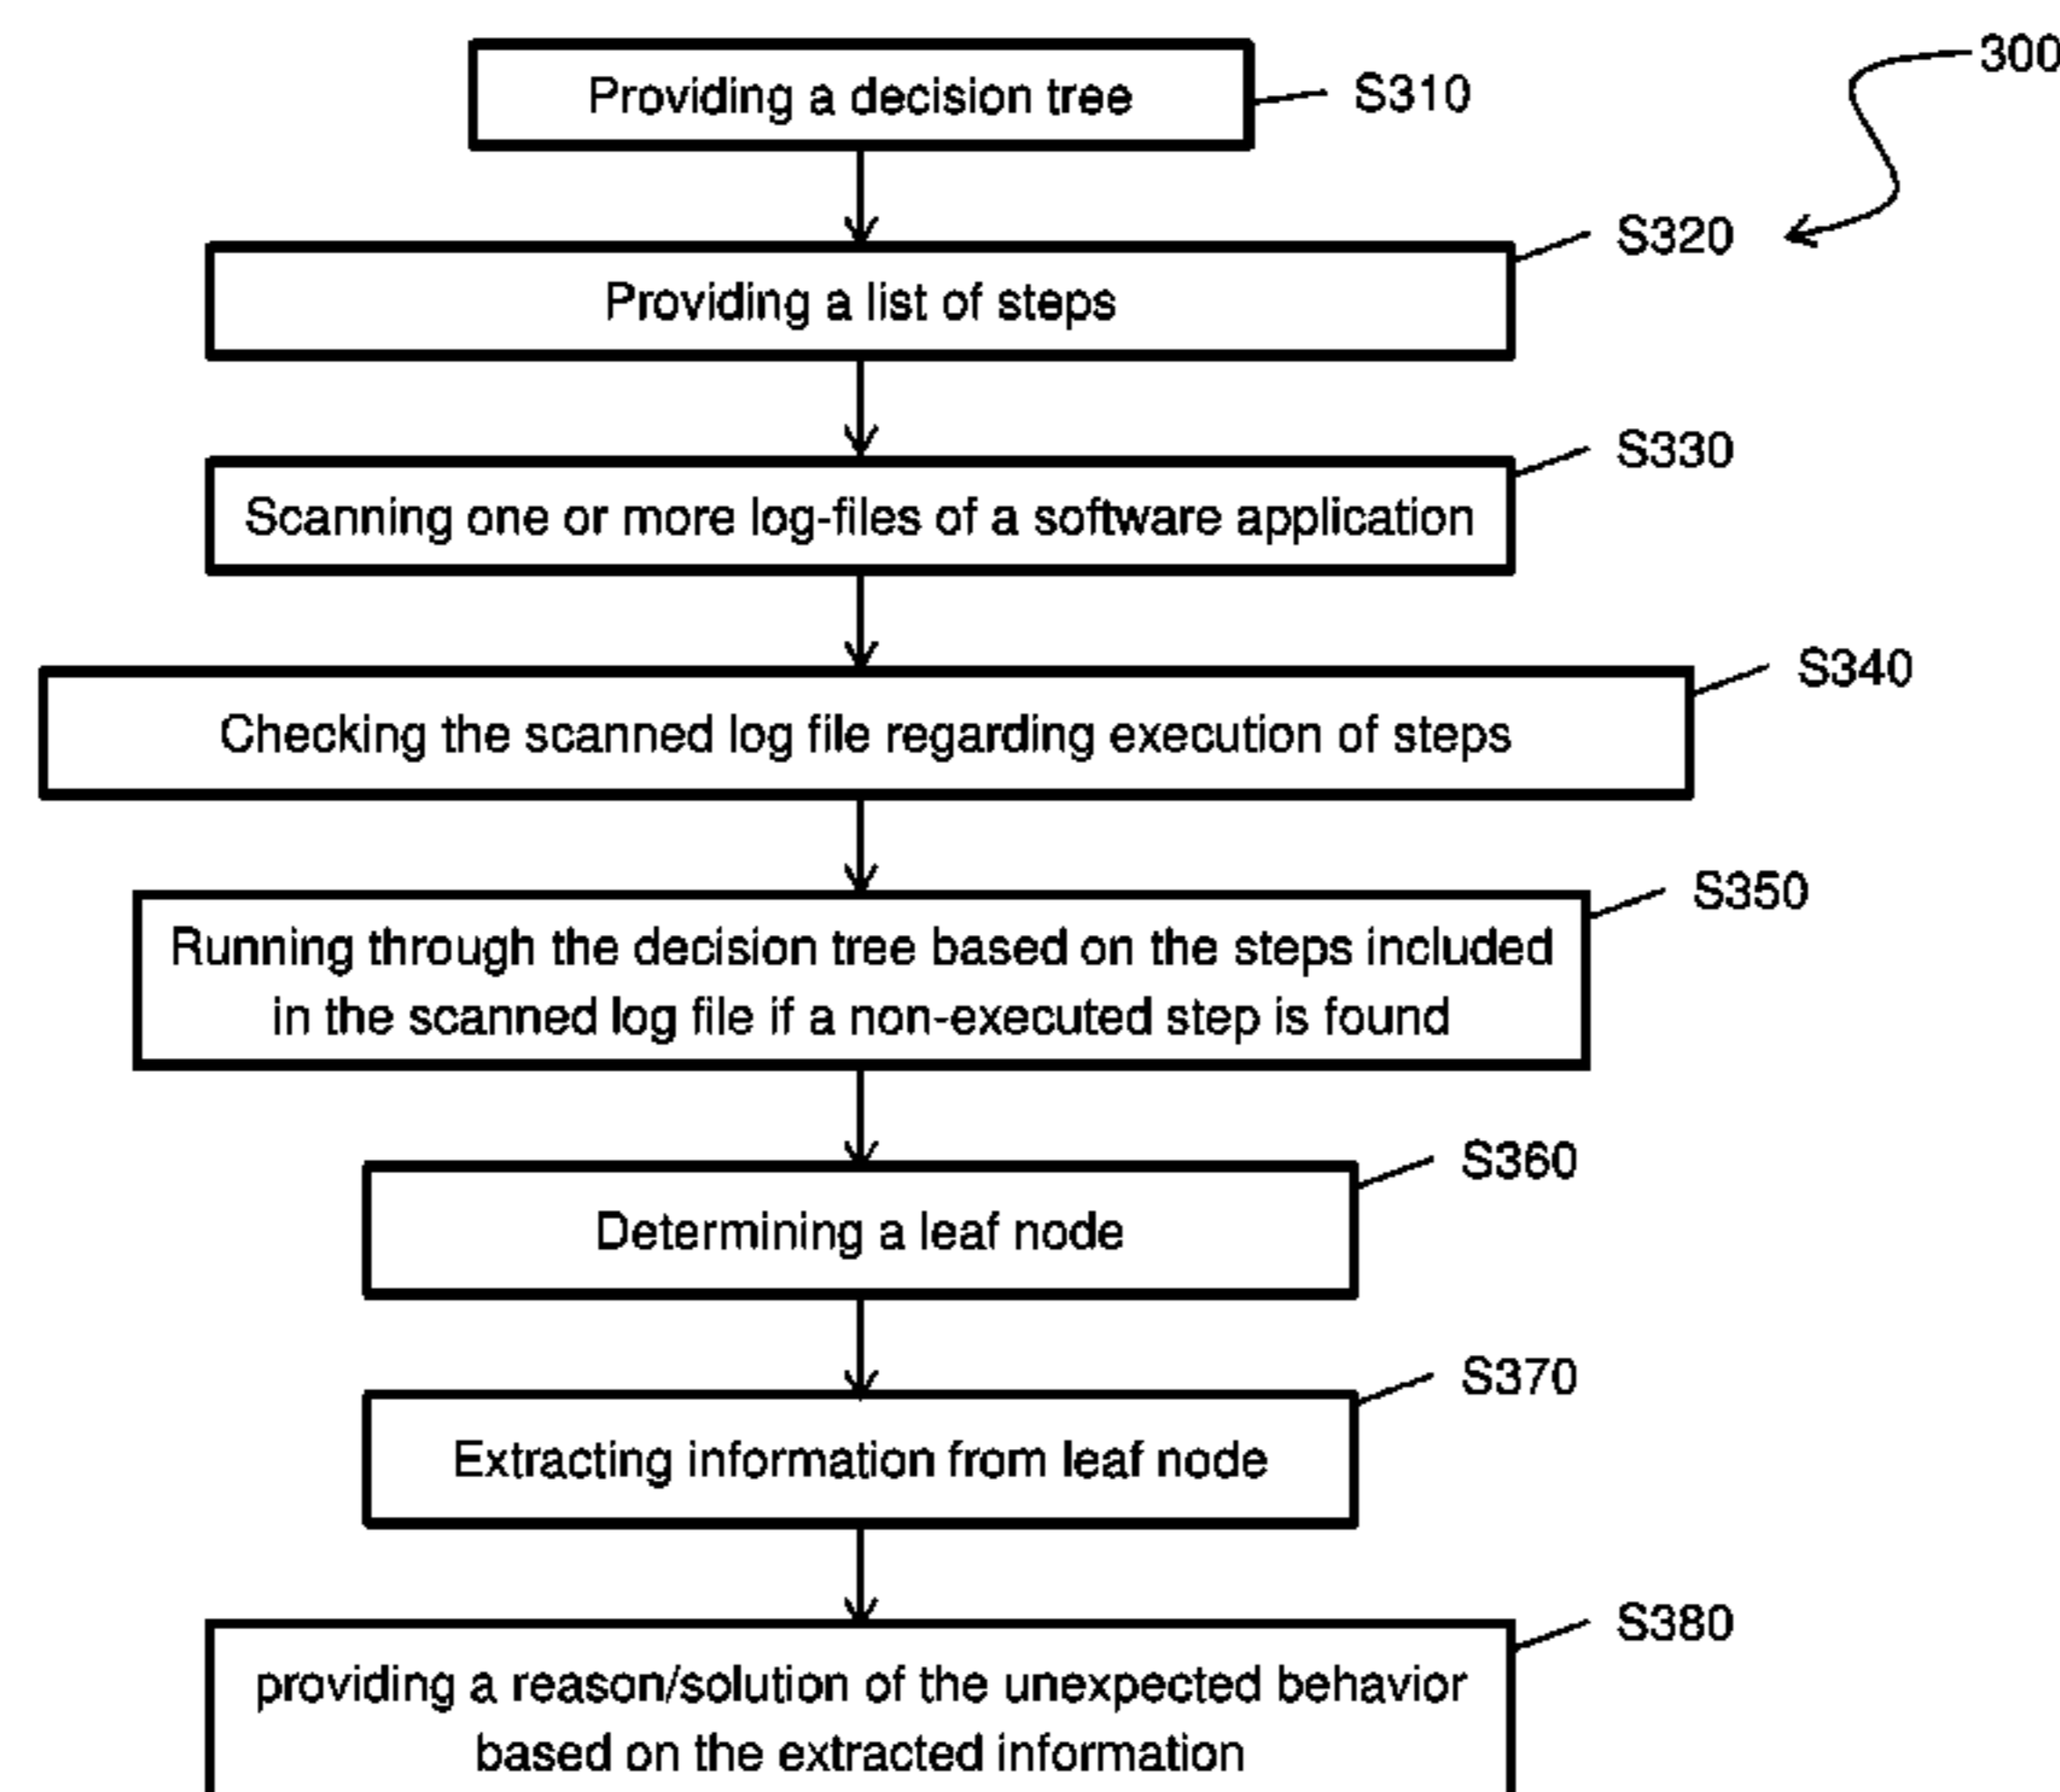 300
Providing a decision tree
S310
S320
Providing a list of steps
S330
Scanning one or more log-files of a software application
S340
Checking the scanned log file regarding execution of steps
S350
Running through the decision tree based on the steps included
in the scanned log file if a non-executed step is found
S360
Determining a leaf node
S370
Extracting information from leaf node
S380
providing a reason/solution of the unexpected behavior
based on the extracted information